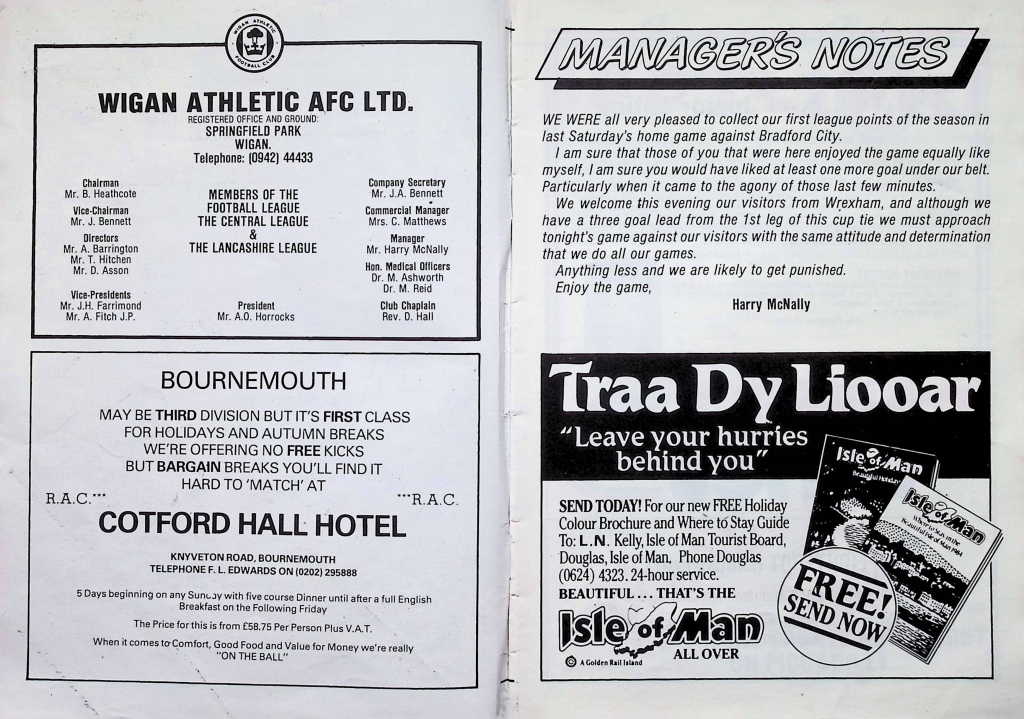 WIGAN ATHLETIC
FOOTBALL CLUB
WIGAN ATHLETIC AFC LTD.
REGISTERED OFFICE AND GROUND:
SPRINGFIELD PARK
WIGAN.
Telephone: (0942) 44433
Chairman
Mr. B. Heathcote
Vice-Chairman
Mr. J. Bennett
Directors
Mr. A. Barrington
Mr. T. Hitchen
Mr. D. Asson
Vice-Presidents
Mr. J.H. Farrimond
Mr. A. Fitch J.P.
MEMBERS OF THE
FOOTBALL LEAGUE
THE CENTRAL LEAGUE
&
THE LANCASHIRE LEAGUE
President
Mr. A.O. Horrocks
Company Secretary
Mr. J.A. Bennett
Commercial Manager
Mrs. C. Matthews
Manager
Mr. Harry McNally
Hon. Medical Officers
Dr. M. Ashworth
Dr. M. Reid
Club Chaplain
Rev. D. Hall
BOURNEMOUTH
MAY BE THIRD DIVISION BUT IT'S FIRST CLASS
FOR HOLIDAYS AND AUTUMN BREAKS
WE'RE OFFERING NO FREE KICKS
BUT BARGAIN BREAKS YOU'LL FIND IT
HARD TO 'MATCH' AT
R.A.C.*** ***R.A.C.
COTFORD HALL HOTEL
KNYVETON ROAD, BOURNEMOUTH
TELEPHONE F. L. EDWARDS ON (0202) 295888
5 Days beginning on any Sunday with five course Dinner until after a full English
Breakfast on the Following Friday
The Price for this is from £58.75 Per Person Plus V.A.T.
When it comes to Comfort, Good Food and Value for Money we're really
"ON THE BALL"
MANAGER'S NOTES
WE WERE all very pleased to collect our first league points of the season in
last Saturday's home game against Bradford City.
I am sure that those of you that were here enjoyed the game equally like
myself, I am sure you would have liked at least one more goal under our belt.
Particularly when it came to the agony of those last few minutes.
We welcome this evening our visitors from Wrexham, and although we
have a three goal lead from the 1st leg of this cup tie we must approach
tonight's game against our visitors with the same attitude and determination
that we do all our games.
Anything less and we are likely to get punished.
Enjoy the game,
Harry McNally
Traa Dy Liooar
"Leave your hurries
behind you"
SEND TODAY! For our new FREE Holiday
Colour Brochure and Where to Stay Guide
To: L.N. Kelly, Isle of Man Tourist Board,
Douglas, Isle of Man, Phone Douglas
(0624) 4323. 24-hour service.
BEAUTIFUL... THAT'S THE
Isle of Man
ALL OVER
A Golden Rail Island
Isle of Man
Beautiful Holiday
Isle of Man
Where to Stay in the
Beautiful Isle of Man 1984
FREE!
SEND NOW